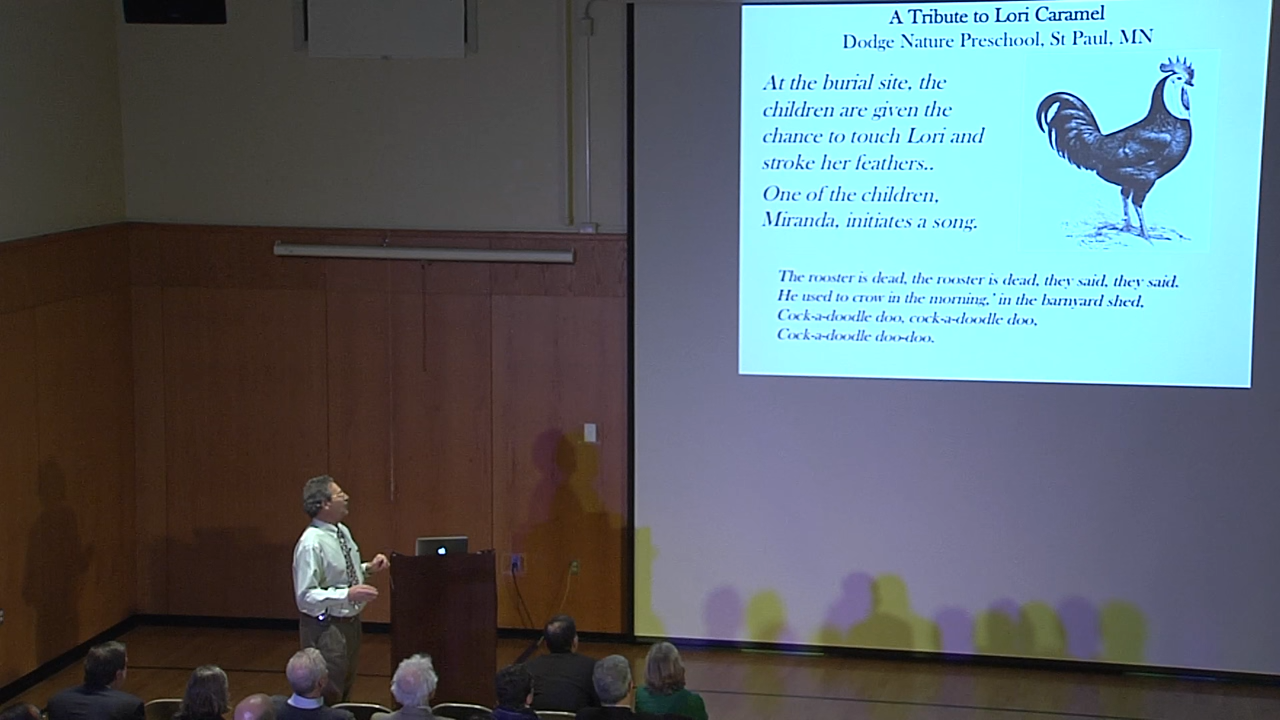 A Tribute to Lori Caramel
Dodge Nature Preschool, St Paul, MN
At the burial site, the
children are given the
chance to touch Lori and
stroke her feathers..
One of the children,
Miranda, initiates a song.
The rooster is dead, the rooster is dead, they said, they said.
He used to crow in the morning,' in the barnyard shed,
Cock-a-doodle doo, cock-a-doodle doo,
Cock-a-doodle doo-doo.